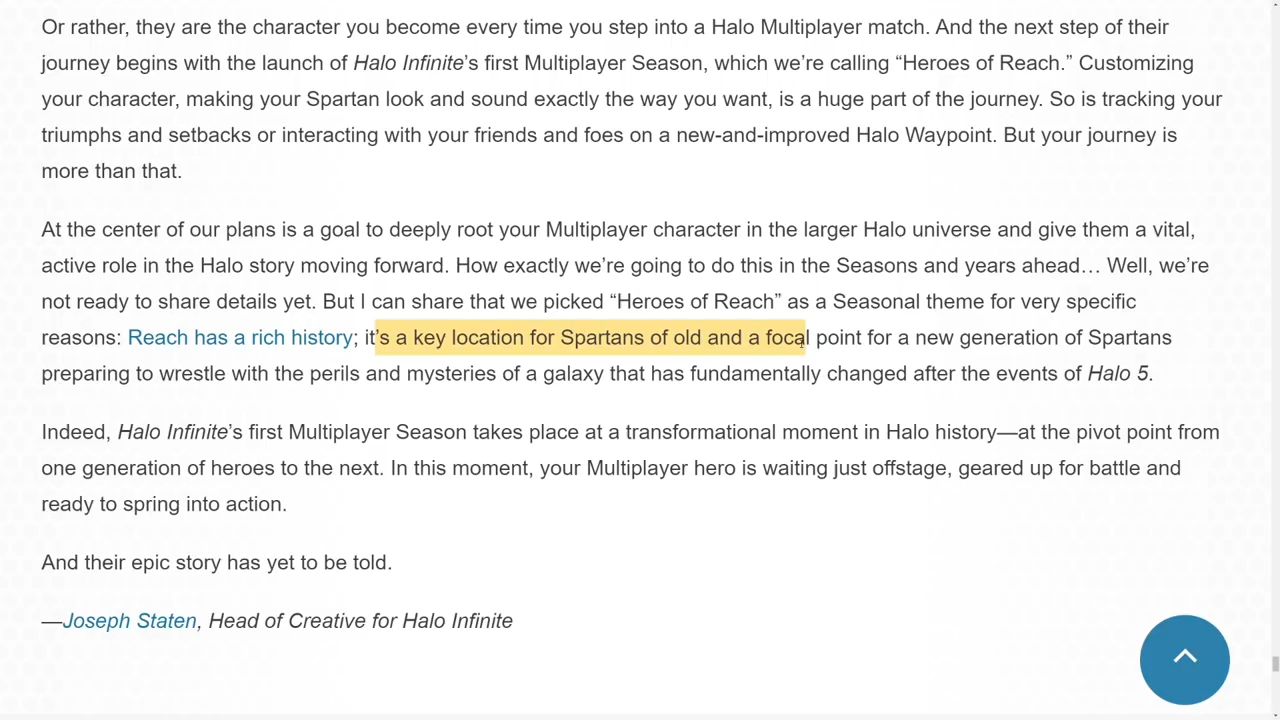 Or rather, they are the character you become every time you step into a Halo Multiplayer match. And the next step of their
journey begins with the launch of Halo Infinite’s first Multiplayer Season, which we’re calling “Heroes of Reach.” Customizing
your character, making your Spartan look and sound exactly the way you want, is a huge part of the journey. So is tracking your
triumphs and setbacks or interacting with your friends and foes on a new-and-improved Halo Waypoint. But your journey is
more than that.
At the center of our plans is a goal to deeply root your Multiplayer character in the larger Halo universe and give them a vital,
active role in the Halo story moving forward. How exactly we’re going to do this in the Seasons and years ahead… Well, we’re
not ready to share details yet. But I can share that we picked “Heroes of Reach” as a Seasonal theme for very specific
reasons: Reach has a rich history; it’s a key location for Spartans of old and a focal point for a new generation of Spartans
preparing to wrestle with the perils and mysteries of a galaxy that has fundamentally changed after the events of Halo 5.
Indeed, Halo Infinite’s first Multiplayer Season takes place at a transformational moment in Halo history—at the pivot point from
one generation of heroes to the next. In this moment, your Multiplayer hero is waiting just offstage, geared up for battle and
ready to spring into action.
And their epic story has yet to be told.
—Joseph Staten, Head of Creative for Halo Infinite